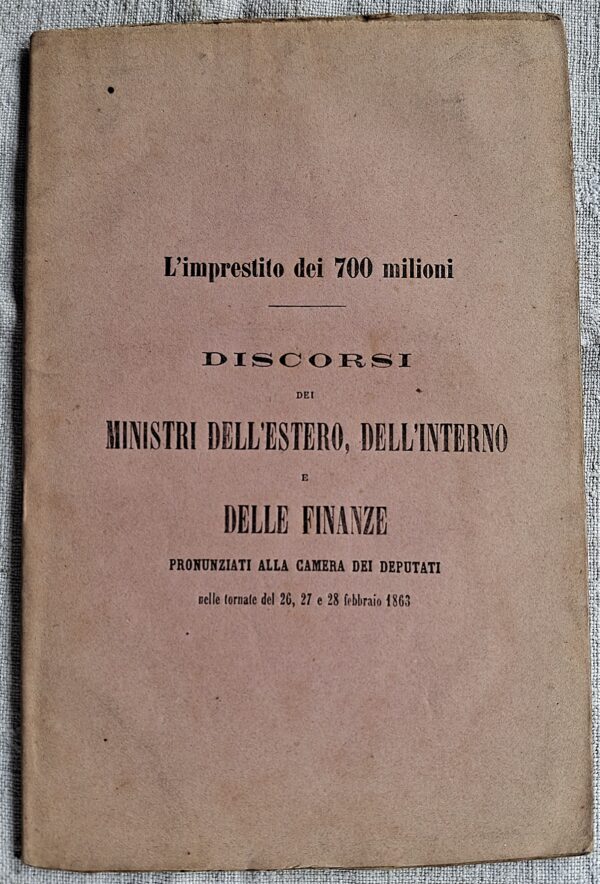 L'imprestito dei 700 milioni
DISCORSI
DEI
MINISTRI DELL'ESTERO, DELL'INTERNO
E
DELLE FINANZE
PRONUNZIATI ALLA CAMERA DEI DEPUTATI
nelle tornate del 26, 27 e 28 febbraio 1863